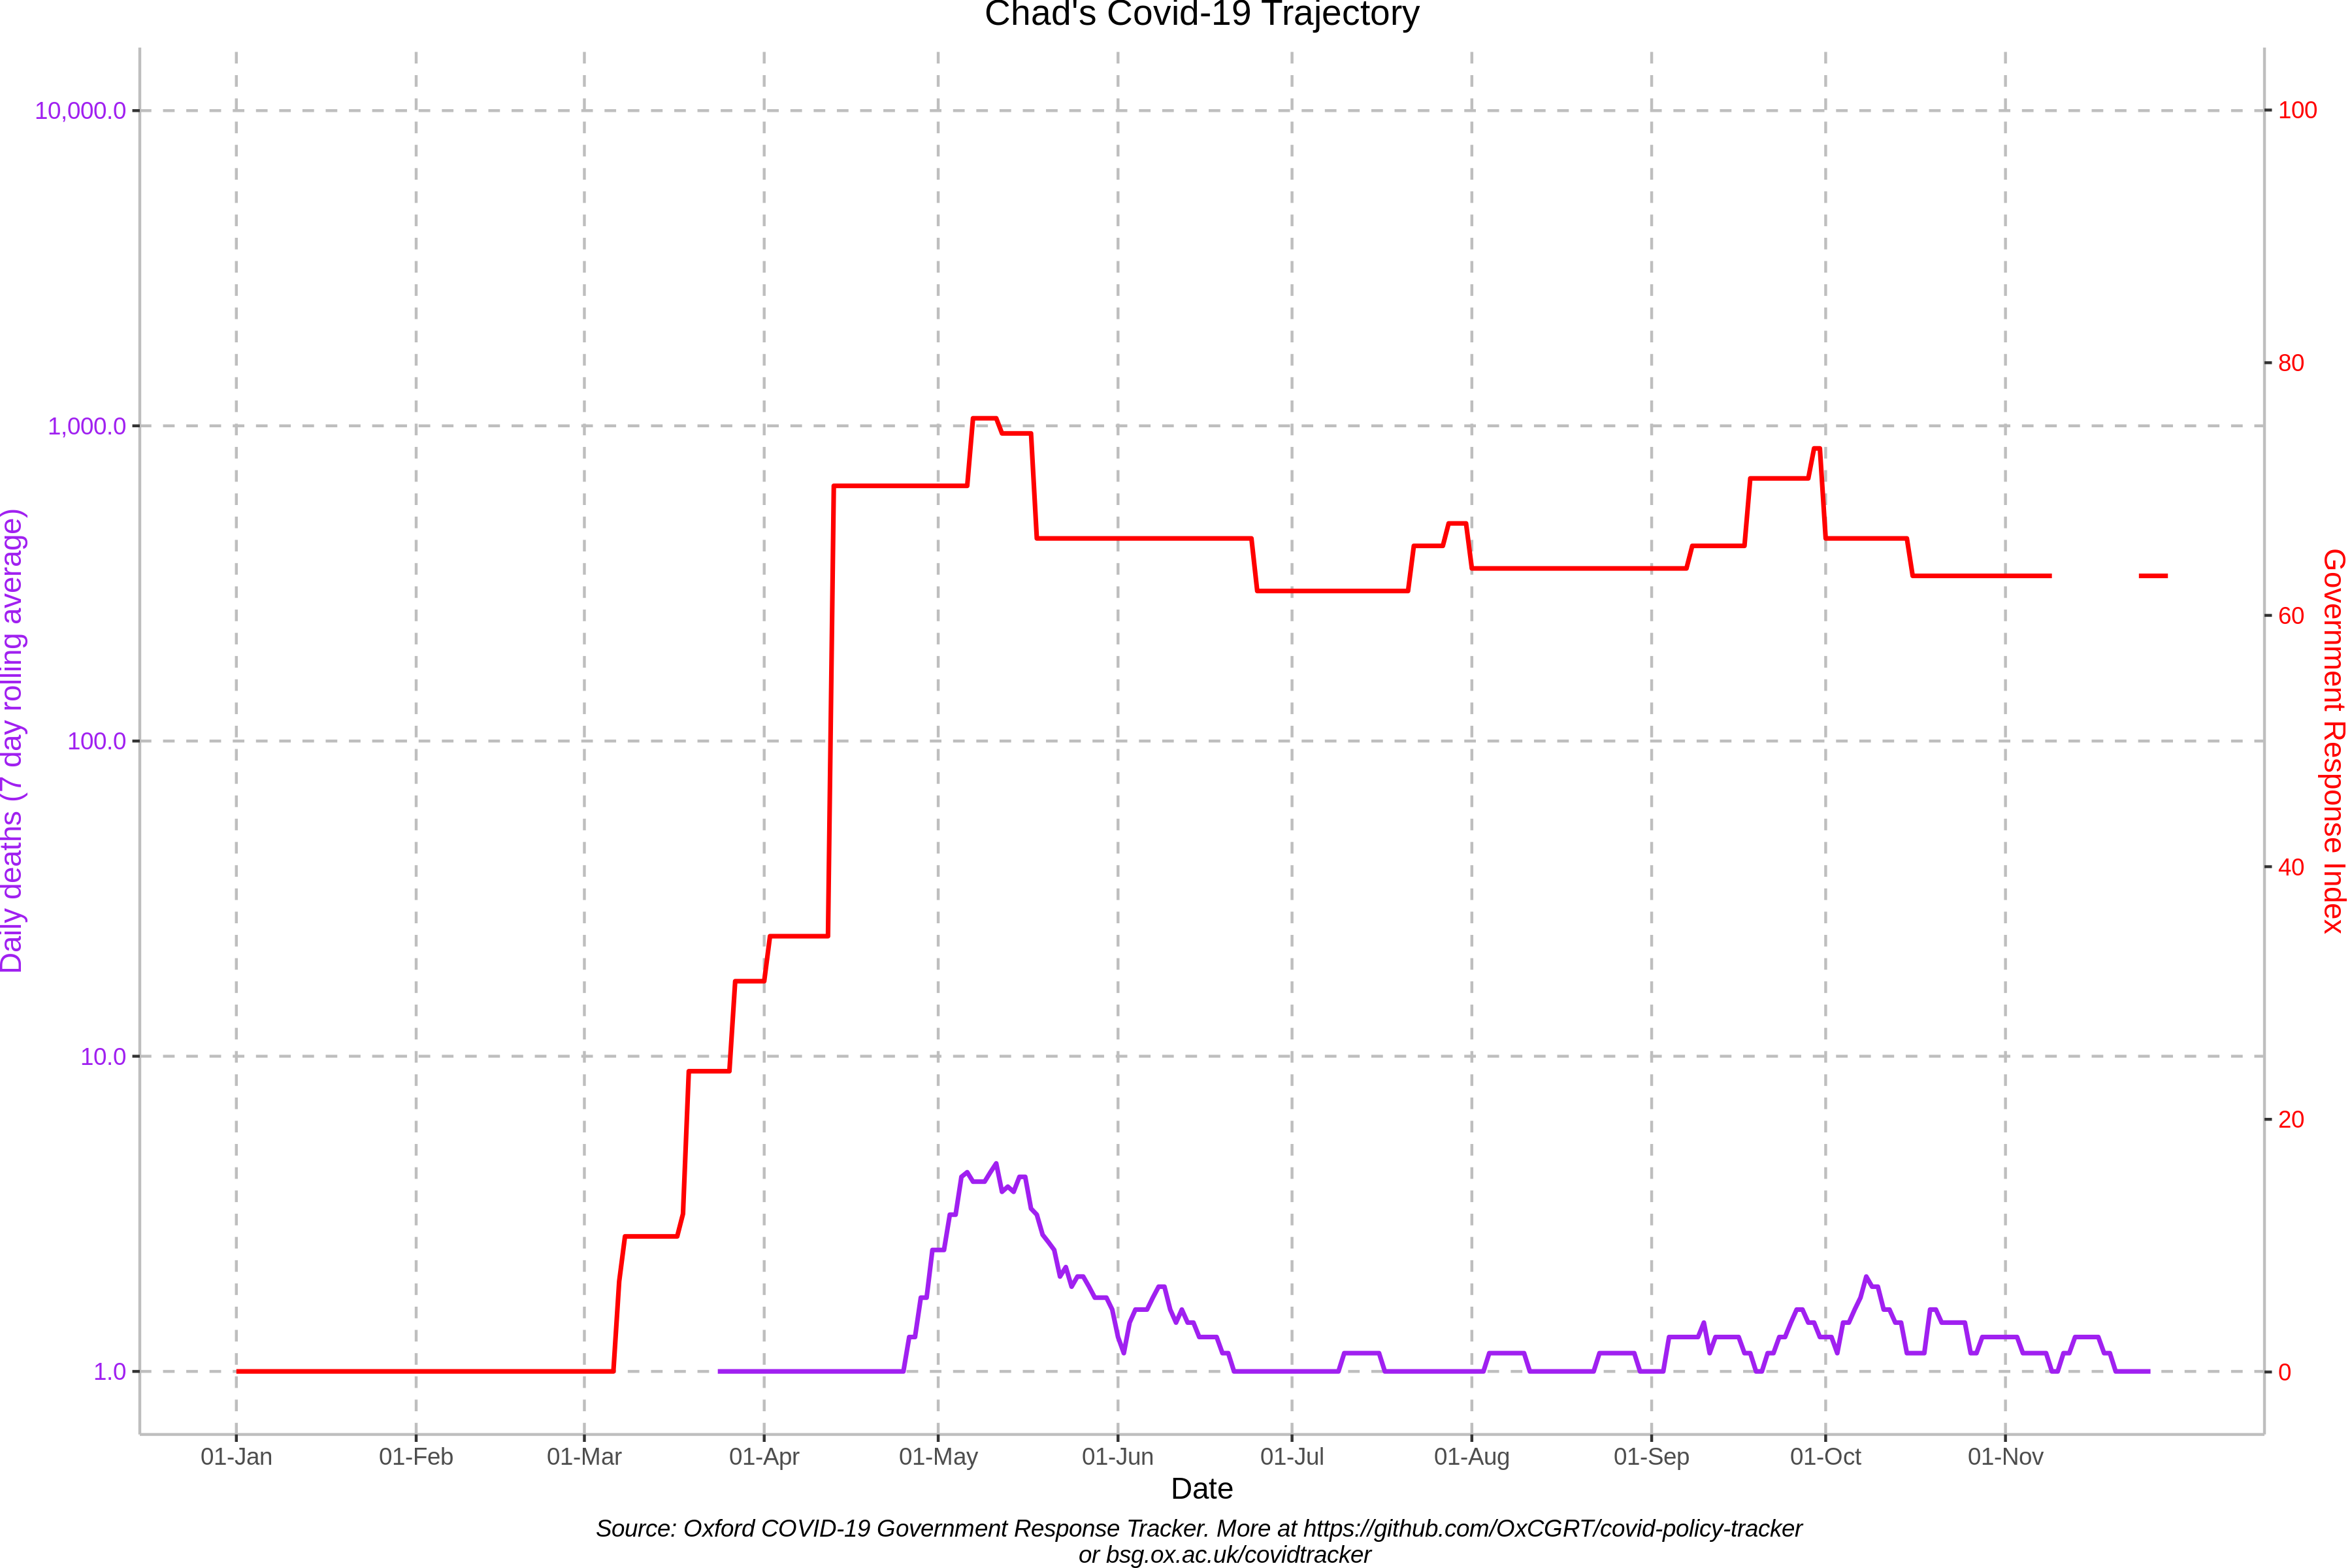 Chad's Covid-19 Trajectory
10,000.0
1,000.0
100.0
10.0
1.0
Daily deaths (7 day rolling average)
100
80
60
40
20
0
Government Response Index
01-Jan 01-Feb 01-Mar 01-Apr 01-May 01-Jun 01-Jul 01-Aug 01-Sep 01-Oct 01-Nov
Date
Source: Oxford COVID-19 Government Response Tracker. More at https://github.com/OxCGRT/covid-policy-tracker
or bsg.ox.ac.uk/covidtracker